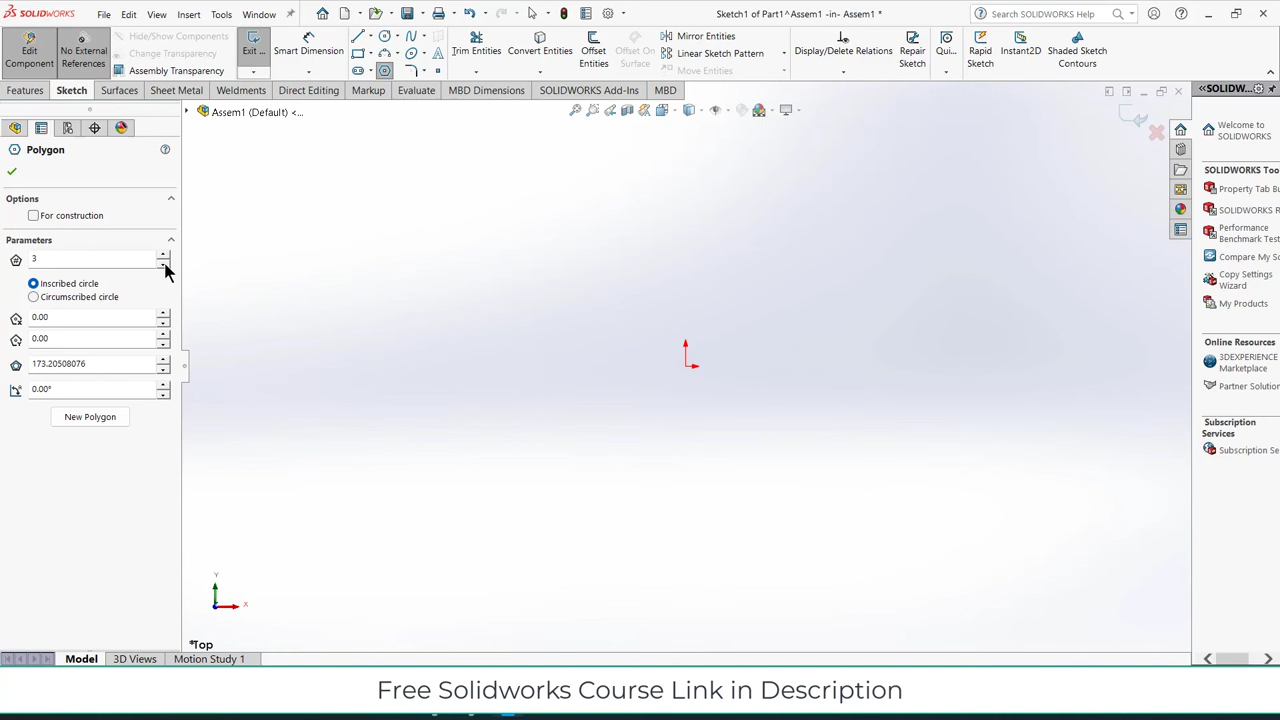 SOLIDWORKS
File
Edit
View
Insert
Tools
Window
Sketch1 of Part1^Assem1 -in- Assem1 *
Search SOLIDWORKS Help
Edit
Component
No External
References
Hide/Show Components
Change Transparency
Assembly Transparency
Exit ...
Smart Dimension
Trim Entities
Convert Entities
Offset
Entities
Offset On
Surface
Mirror Entities
Linear Sketch Pattern
Move Entities
Display/Delete Relations
Repair
Sketch
Qui...
Rapid
Sketch
Instant2D
Shaded Sketch
Contours
Features
Sketch
Surfaces
Sheet Metal
Weldments
Direct Editing
Markup
Evaluate
MBD Dimensions
SOLIDWORKS Add-Ins
MBD
Assem1 (Default) <...
Polygon
Options
For construction
Parameters
3
Inscribed circle
Circumscribed circle
0.00
0.00
173.20508076
0.00°
New Polygon
Y
X
*Top
SOLIDW...
Welcome to
SOLIDWORKS
SOLIDWORKS Too
Property Tab Bu
SOLIDWORKS R
Performance
Benchmark Test
Compare My So
Copy Settings
Wizard
My Products
Online Resources
3DEXPERIENCE
Marketplace
Partner Solution
Subscription
Services
Subscription Se
Model
3D Views
Motion Study 1
Free Solidworks Course Link in Description